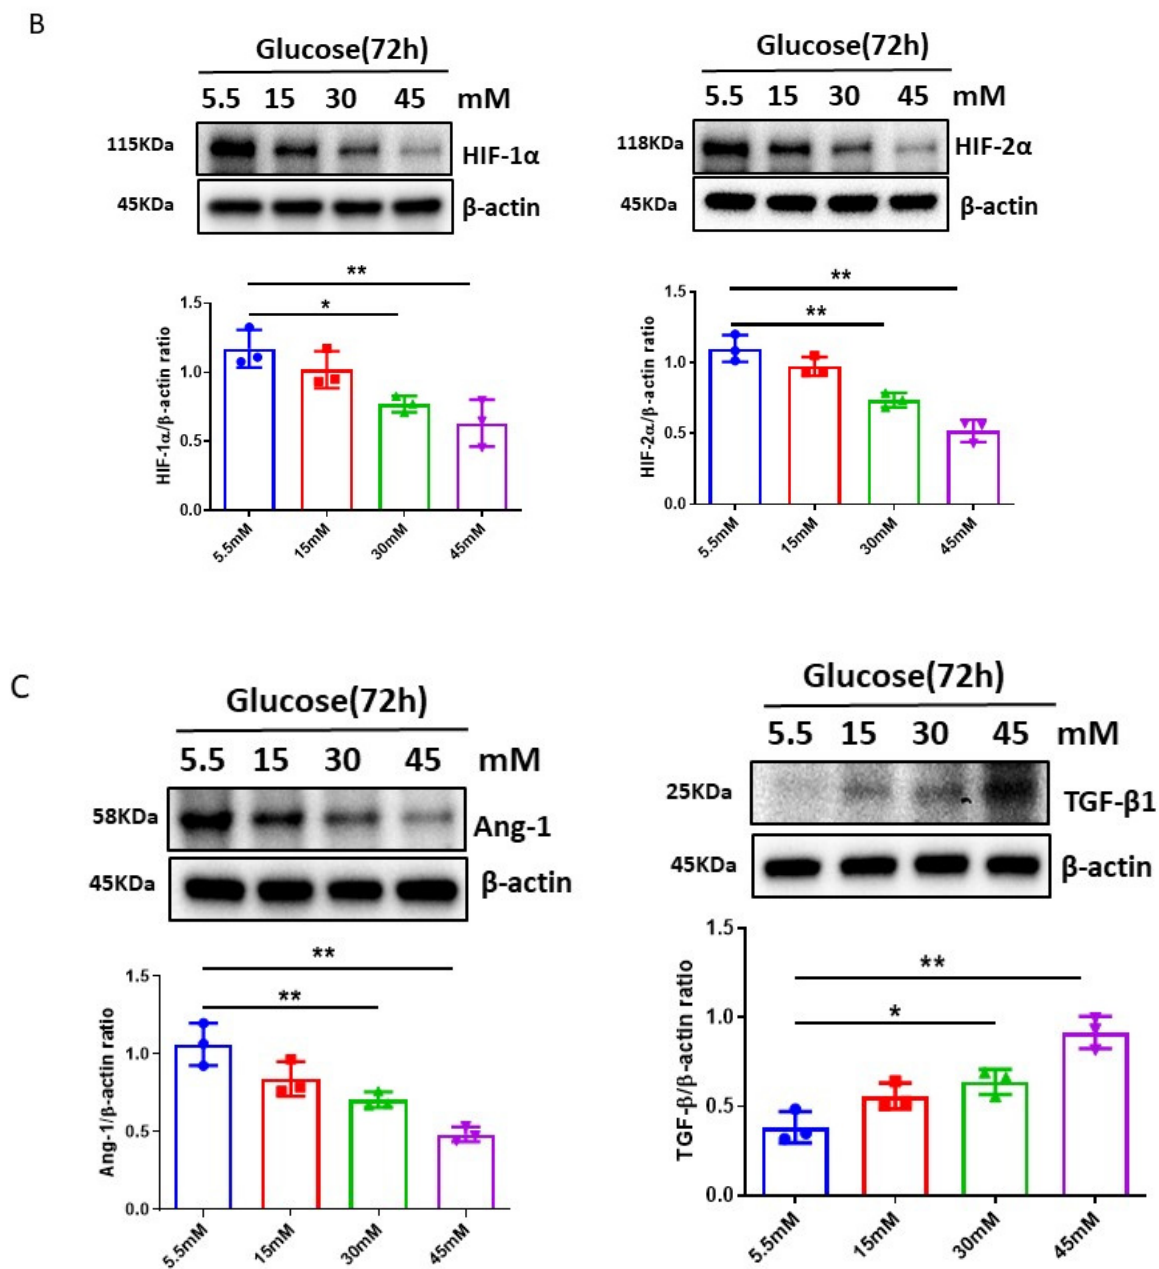 B
Glucose(72h)
5.5 15 30 45 mM
115KDa
HIF-1α
45KDa
β-actin
**
*
HIF-1α/β-actin ratio
1.5
1.0
0.5
0.0
5.5mM 15mM 30mM 45mM
Glucose(72h)
5.5 15 30 45 mM
118KDa
HIF-2α
45KDa
β-actin
**
**
HIF-2α/β-actin ratio
1.5
1.0
0.5
0.0
5.5mM 15mM 30mM 45mM
C
Glucose(72h)
5.5 15 30 45 mM
58KDa
Ang-1
45KDa
β-actin
**
**
Ang-1/β-actin ratio
1.5
1.0
0.5
0.0
5.5mM 15mM 30mM 45mM
Glucose(72h)
5.5 15 30 45 mM
25KDa
TGF-β1
45KDa
β-actin
**
*
TGF-β/β-actin ratio
1.5
1.0
0.5
0.0
5.5mM 15mM 30mM 45mM